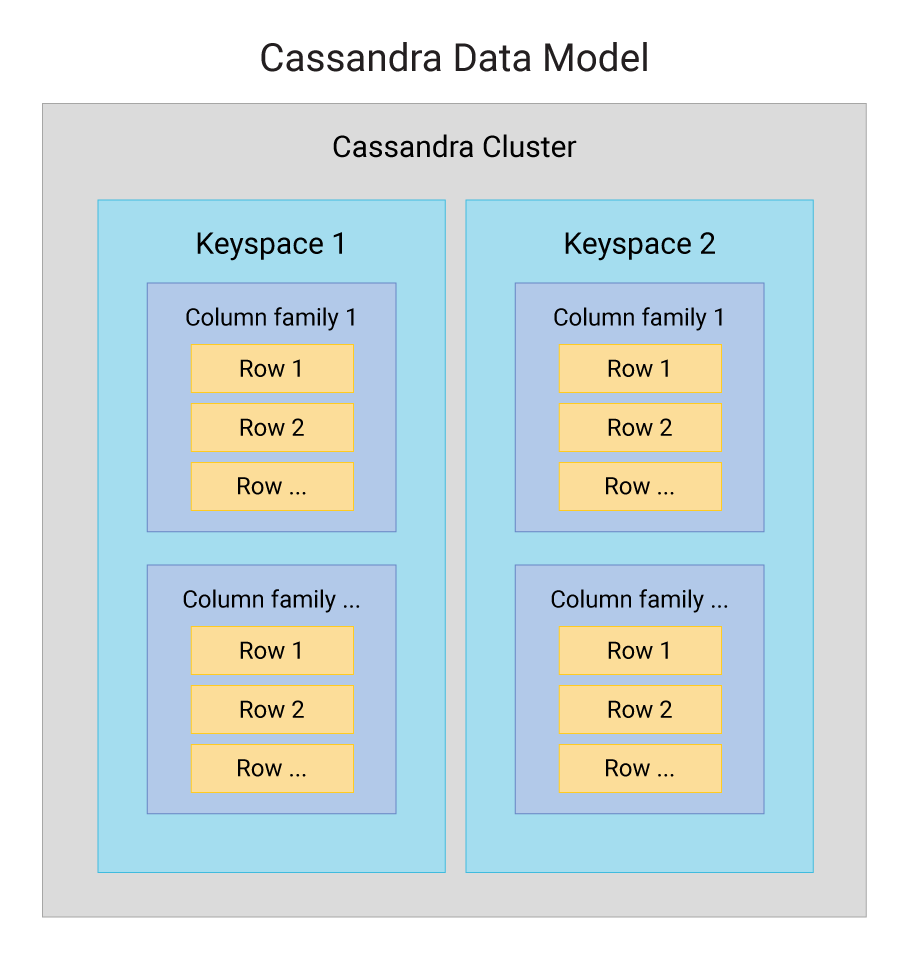 Cassandra Data Model
Cassandra Cluster
Keyspace 1
Column family 1
Row 1
Row 2
Row ...
Column family ...
Row 1
Row 2
Row ...
Keyspace 2
Column family 1
Row 1
Row 2
Row ...
Column family ...
Row 1
Row 2
Row ...